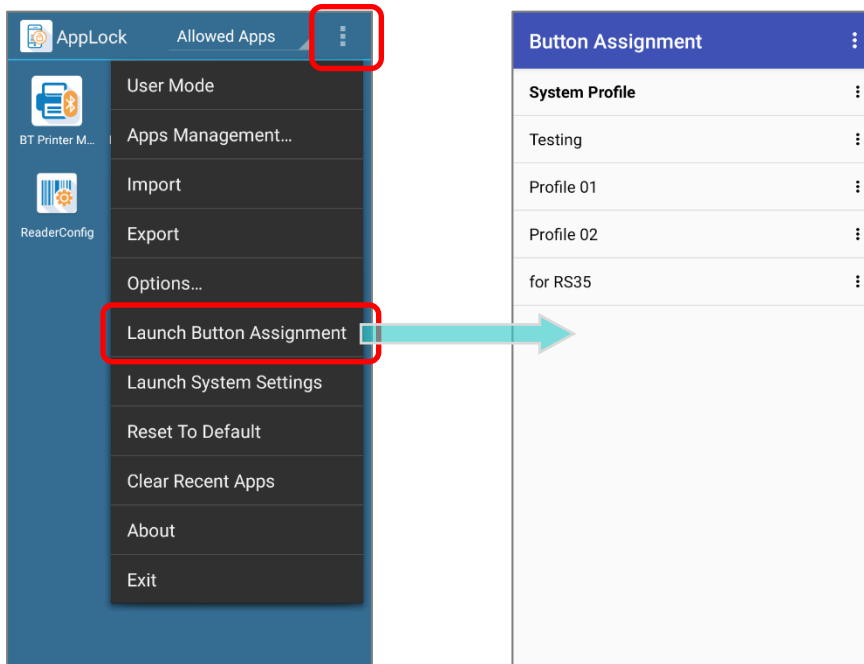 AppLock
Allowed Apps
BT Printer M...
ReaderConfig
User Mode
Apps Management...
Import
Export
Options...
Launch Button Assignment
Launch System Settings
Reset To Default
Clear Recent Apps
About
Exit
Button Assignment
System Profile
Testing
Profile 01
Profile 02
for RS35